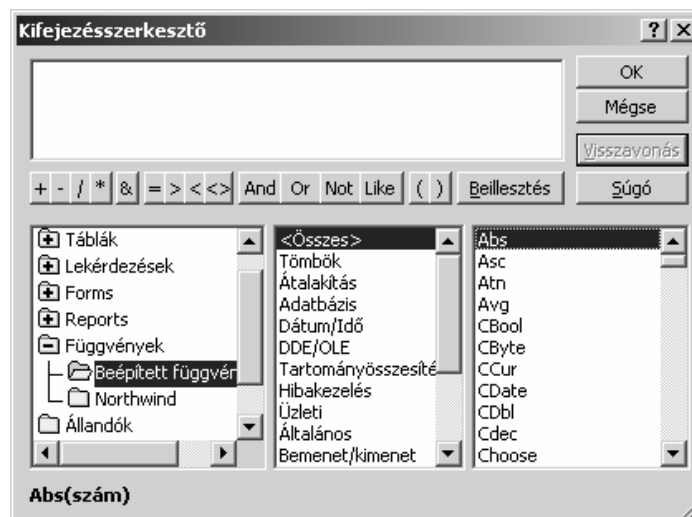 Kifejezésszerkesztő
OK
Mégse
Visszavonás
+ - / * & = > < <> And Or Not Like ( ) Beillesztés Súgó
Táblák
Lekérdezések
Forms
Reports
Függvények
Beépített függvén
Northwind
Állandók
<Összes>
Tömbök
Átalakítás
Adatbázis
Dátum/Idő
DDE/OLE
Tartományösszesíté
Hibakezelés
Üzleti
Általános
Bemenet/kimenet
Abs
Asc
Atn
Avg
CBool
CByte
CCur
CDate
CDbl
Cdec
Choose
Abs(szám)